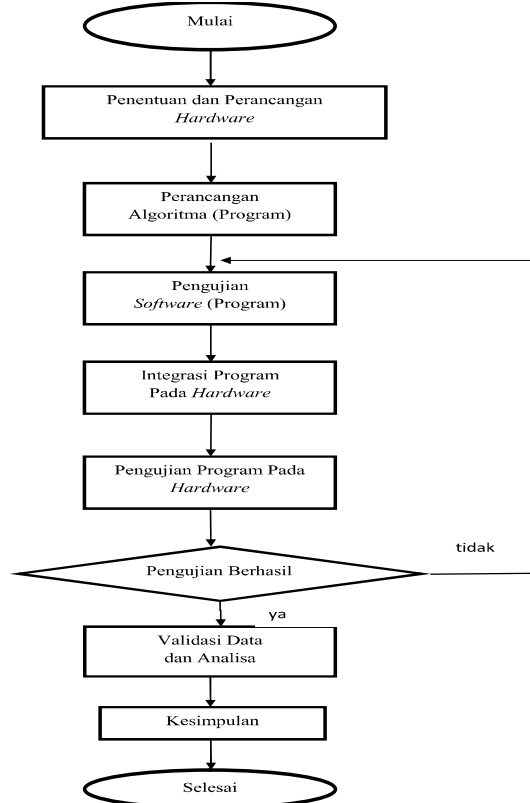 Mulai
Penentuan dan Perancangan
Hardware
Perancangan
Algoritma (Program)
Pengujian
Software (Program)
Integrasi Program
Pada Hardware
Pengujian Program Pada
Hardware
tidak
Pengujian Berhasil
ya
Validasi Data
dan Analisa
Kesimpulan
Selesai